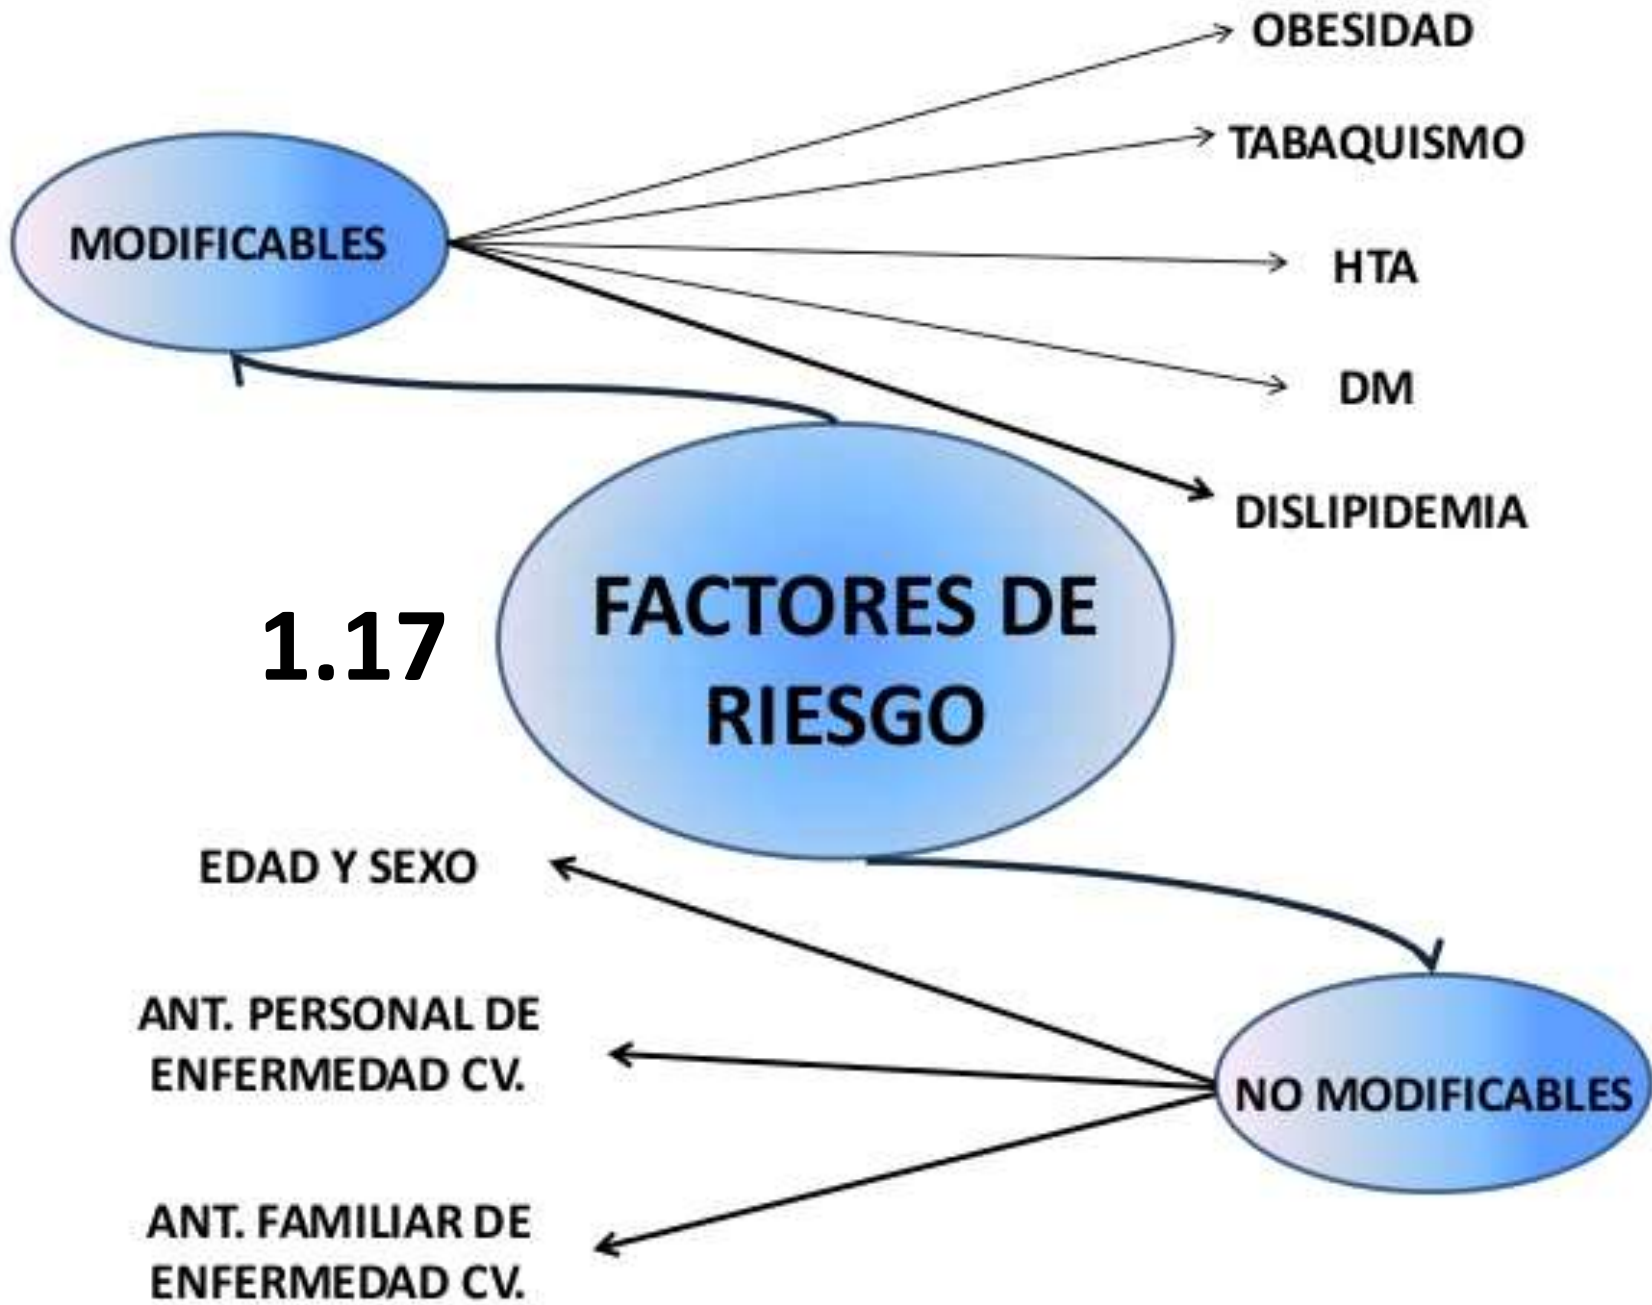 OBESIDAD
TABAQUISMO
MODIFICABLES
HTA
DM
DISLIPIDEMIA
FACTORES DE
RIESGO
1.17
EDAD Y SEXO
ANT. PERSONAL DE
ENFERMEDAD CV.
NO MODIFICABLES
ANT. FAMILIAR DE
ENFERMEDAD CV.